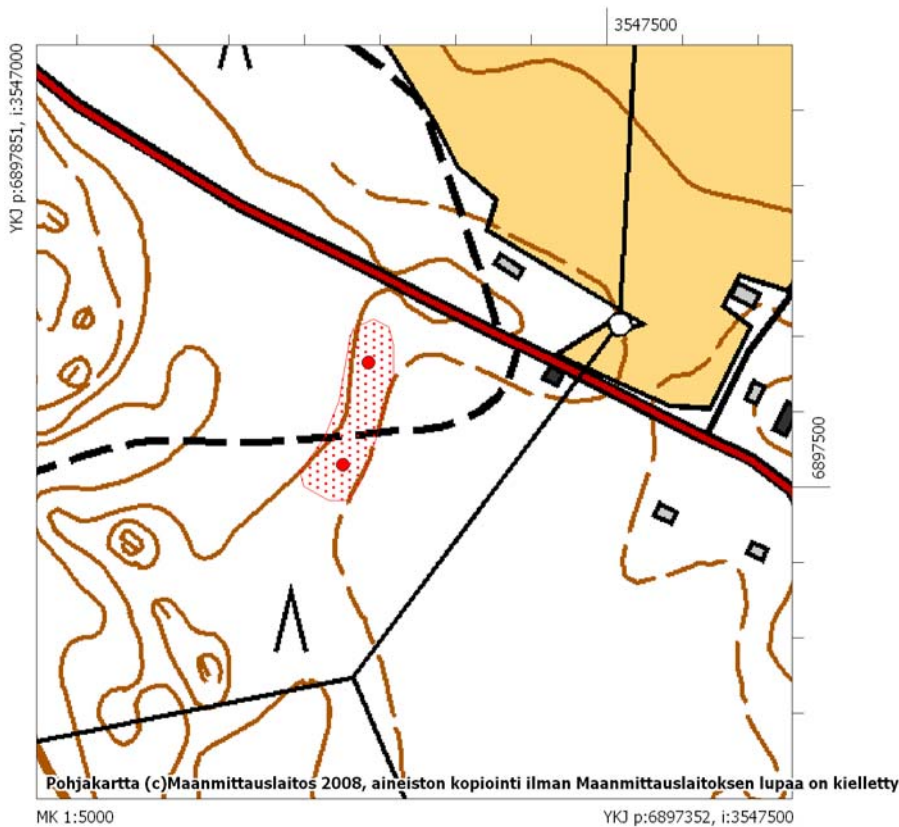 3547500
YKJ p:6897851, i:3547000
6897500
Pohjakartta (c)Maanmittauslaitos 2008, aineiston kopiointi ilman Maanmittauslaitoksen lupaa on kielletty
MK 1:5000
YKJ p:6897352, i:3547500